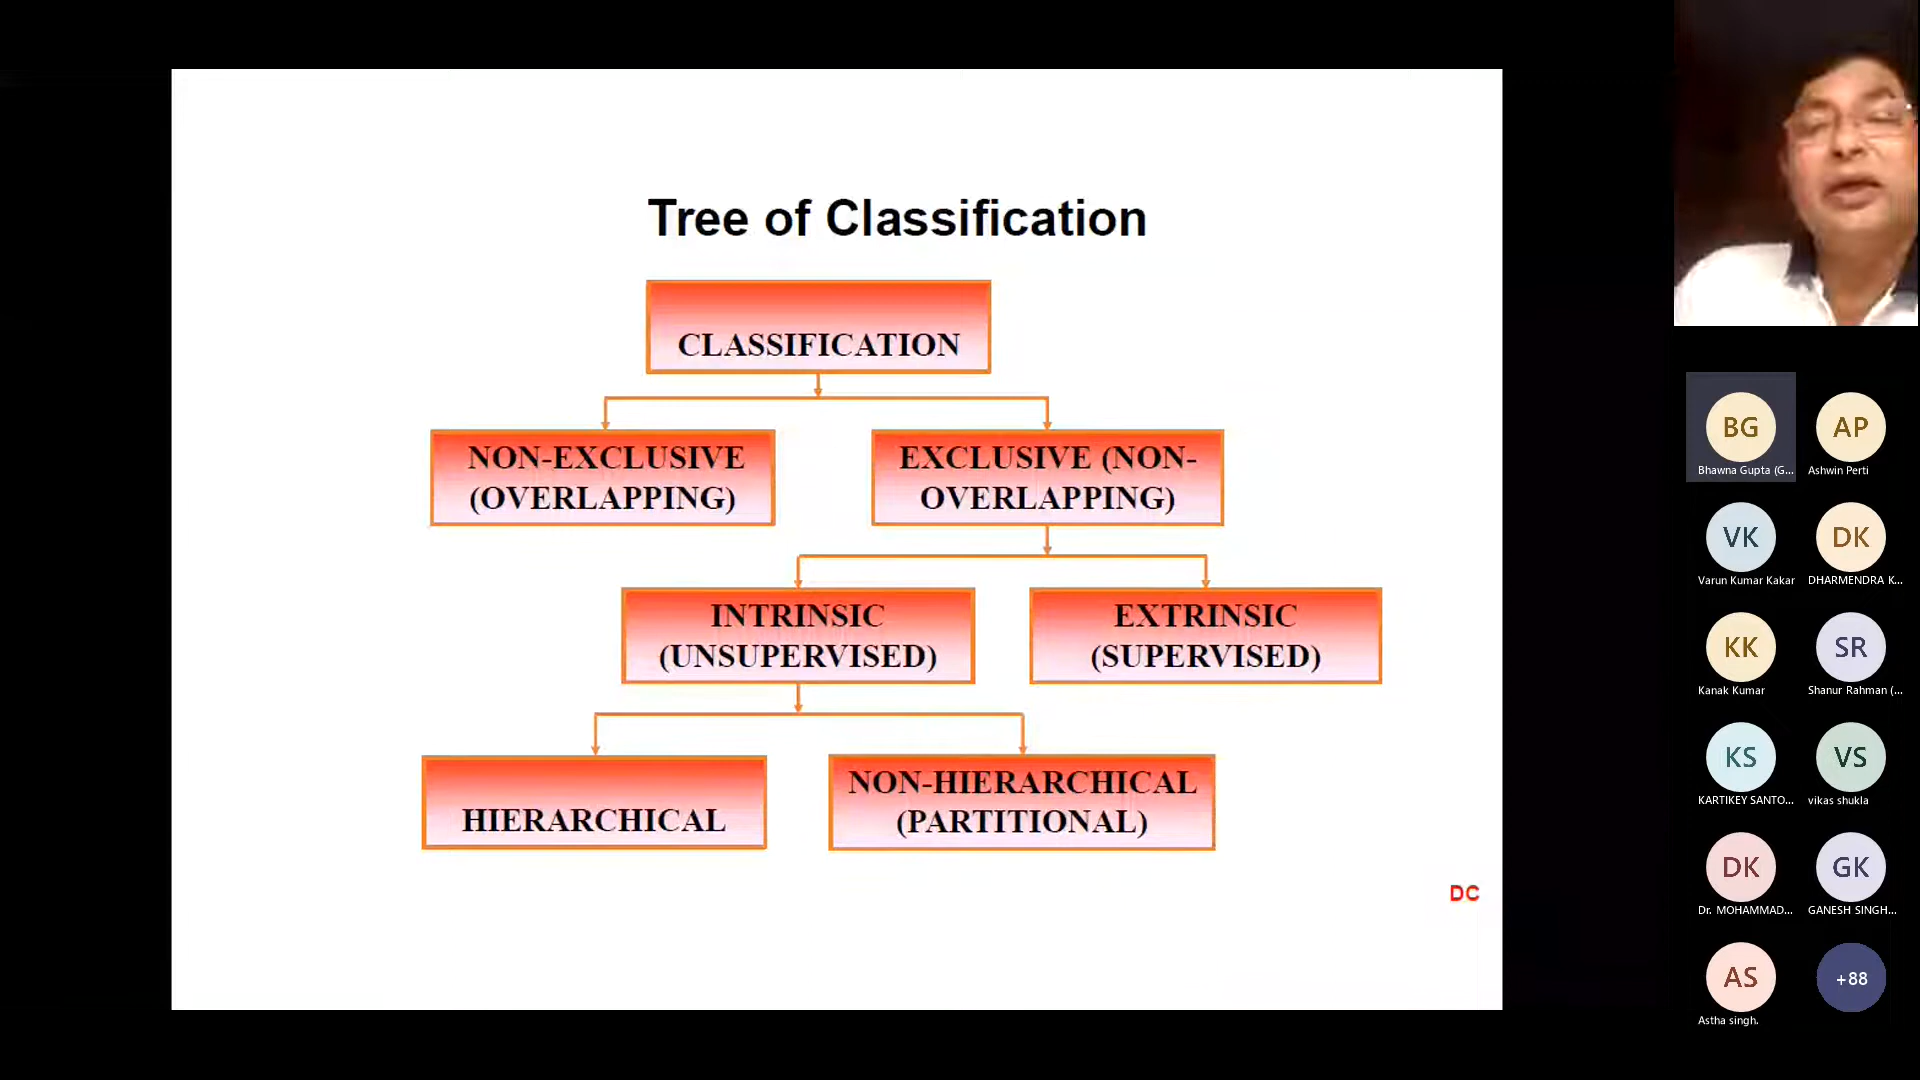 Tree of Classification
CLASSIFICATION
NON-EXCLUSIVE
(OVERLAPPING)
EXCLUSIVE (NON-
OVERLAPPING)
INTRINSIC
(UNSUPERVISED)
EXTRINSIC
(SUPERVISED)
HIERARCHICAL
NON-HIERARCHICAL
(PARTITIONAL)
DC
BG
Bhawna Gupta (G...
AP
Ashwin Perti
VK
Varun Kumar Kakar
DK
DHARMENDRA K...
KK
Kanak Kumar
SR
Shanur Rahman (...
KS
KARTIKEY SANTO...
VS
vikas shukla
DK
Dr. MOHAMMAD...
GK
GANESH SINGH...
AS
Astha singh.
+88